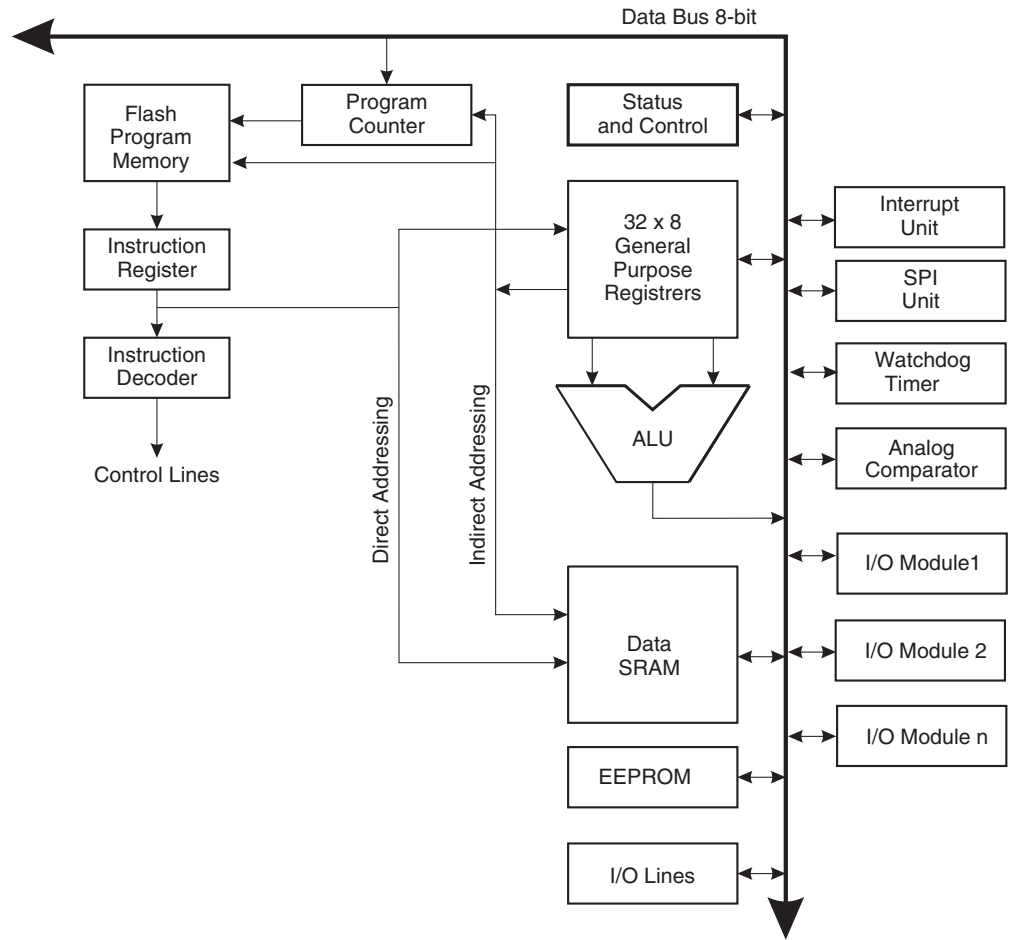 Data Bus 8-bit
Flash
Program
Memory
Program
Counter
Status
and Control
32 x 8
General
Purpose
Registrers
Interrupt
Unit
Instruction
Register
SPI
Unit
Instruction
Decoder
Watchdog
Timer
Control Lines
Direct Addressing
Indirect Addressing
ALU
Analog
Comparator
I/O Module1
Data
SRAM
I/O Module 2
I/O Module n
EEPROM
I/O Lines